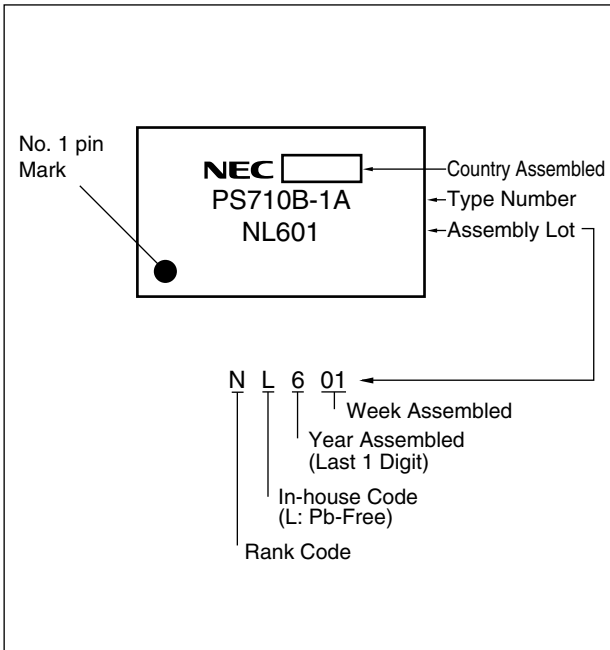 No. 1 pin
Mark
NEC
Country Assembled
PS710B-1A
Type Number
NL601
Assembly Lot
N L 6 01
Week Assembled
Year Assembled
(Last 1 Digit)
In-house Code
(L: Pb-Free)
Rank Code